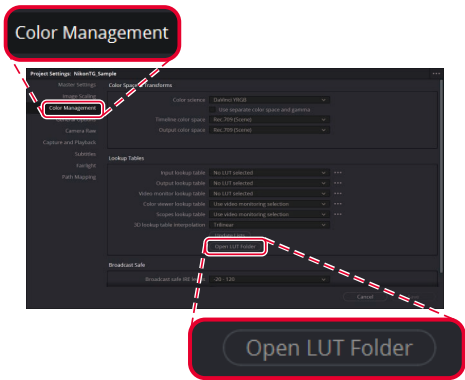 Color Management
Project Settings: NikonTG_Sample
Master Settings
Image Scaling
Color Management
Camera Raw
Capture and Playback
Subtitles
Fairlight
Path Mapping
Color Space & Transforms
Color science DaVinci YRGB
Use separate color space and gamma
Timeline color space Rec.709 (Scene)
Output color space Rec.709 (Scene)
Lookup Tables
Input lookup table No LUT selected
Output lookup table No LUT selected
Video monitor lookup table No LUT selected
Color viewer lookup table Use video monitoring selection
Scopes lookup table Use video monitoring selection
3D lookup table interpolation Trilinear
Open LUT Folder
Broadcast Safe
Broadcast safe IRE levels -20 - 120
Cancel
Open LUT Folder